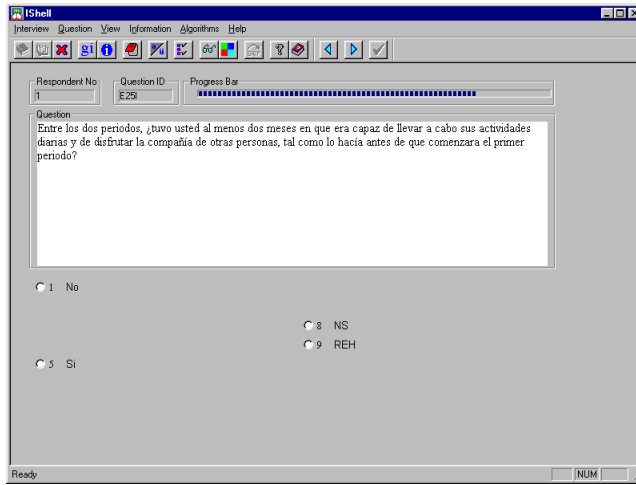 IShell
Interview Question View Information Algorithms Help
gi
Respondent No
Question ID
Progress Bar
1
E25I
Question
Entre los dos periodos, ¿tuvo usted al menos dos meses en que era capaz de llevar a cabo sus actividades
diarias y de disfrutar la compañía de otras personas, tal como lo hacía antes de que comenzara el primer
periodo?
1 No
8 NS
9 REH
5 Si
Ready
NUM